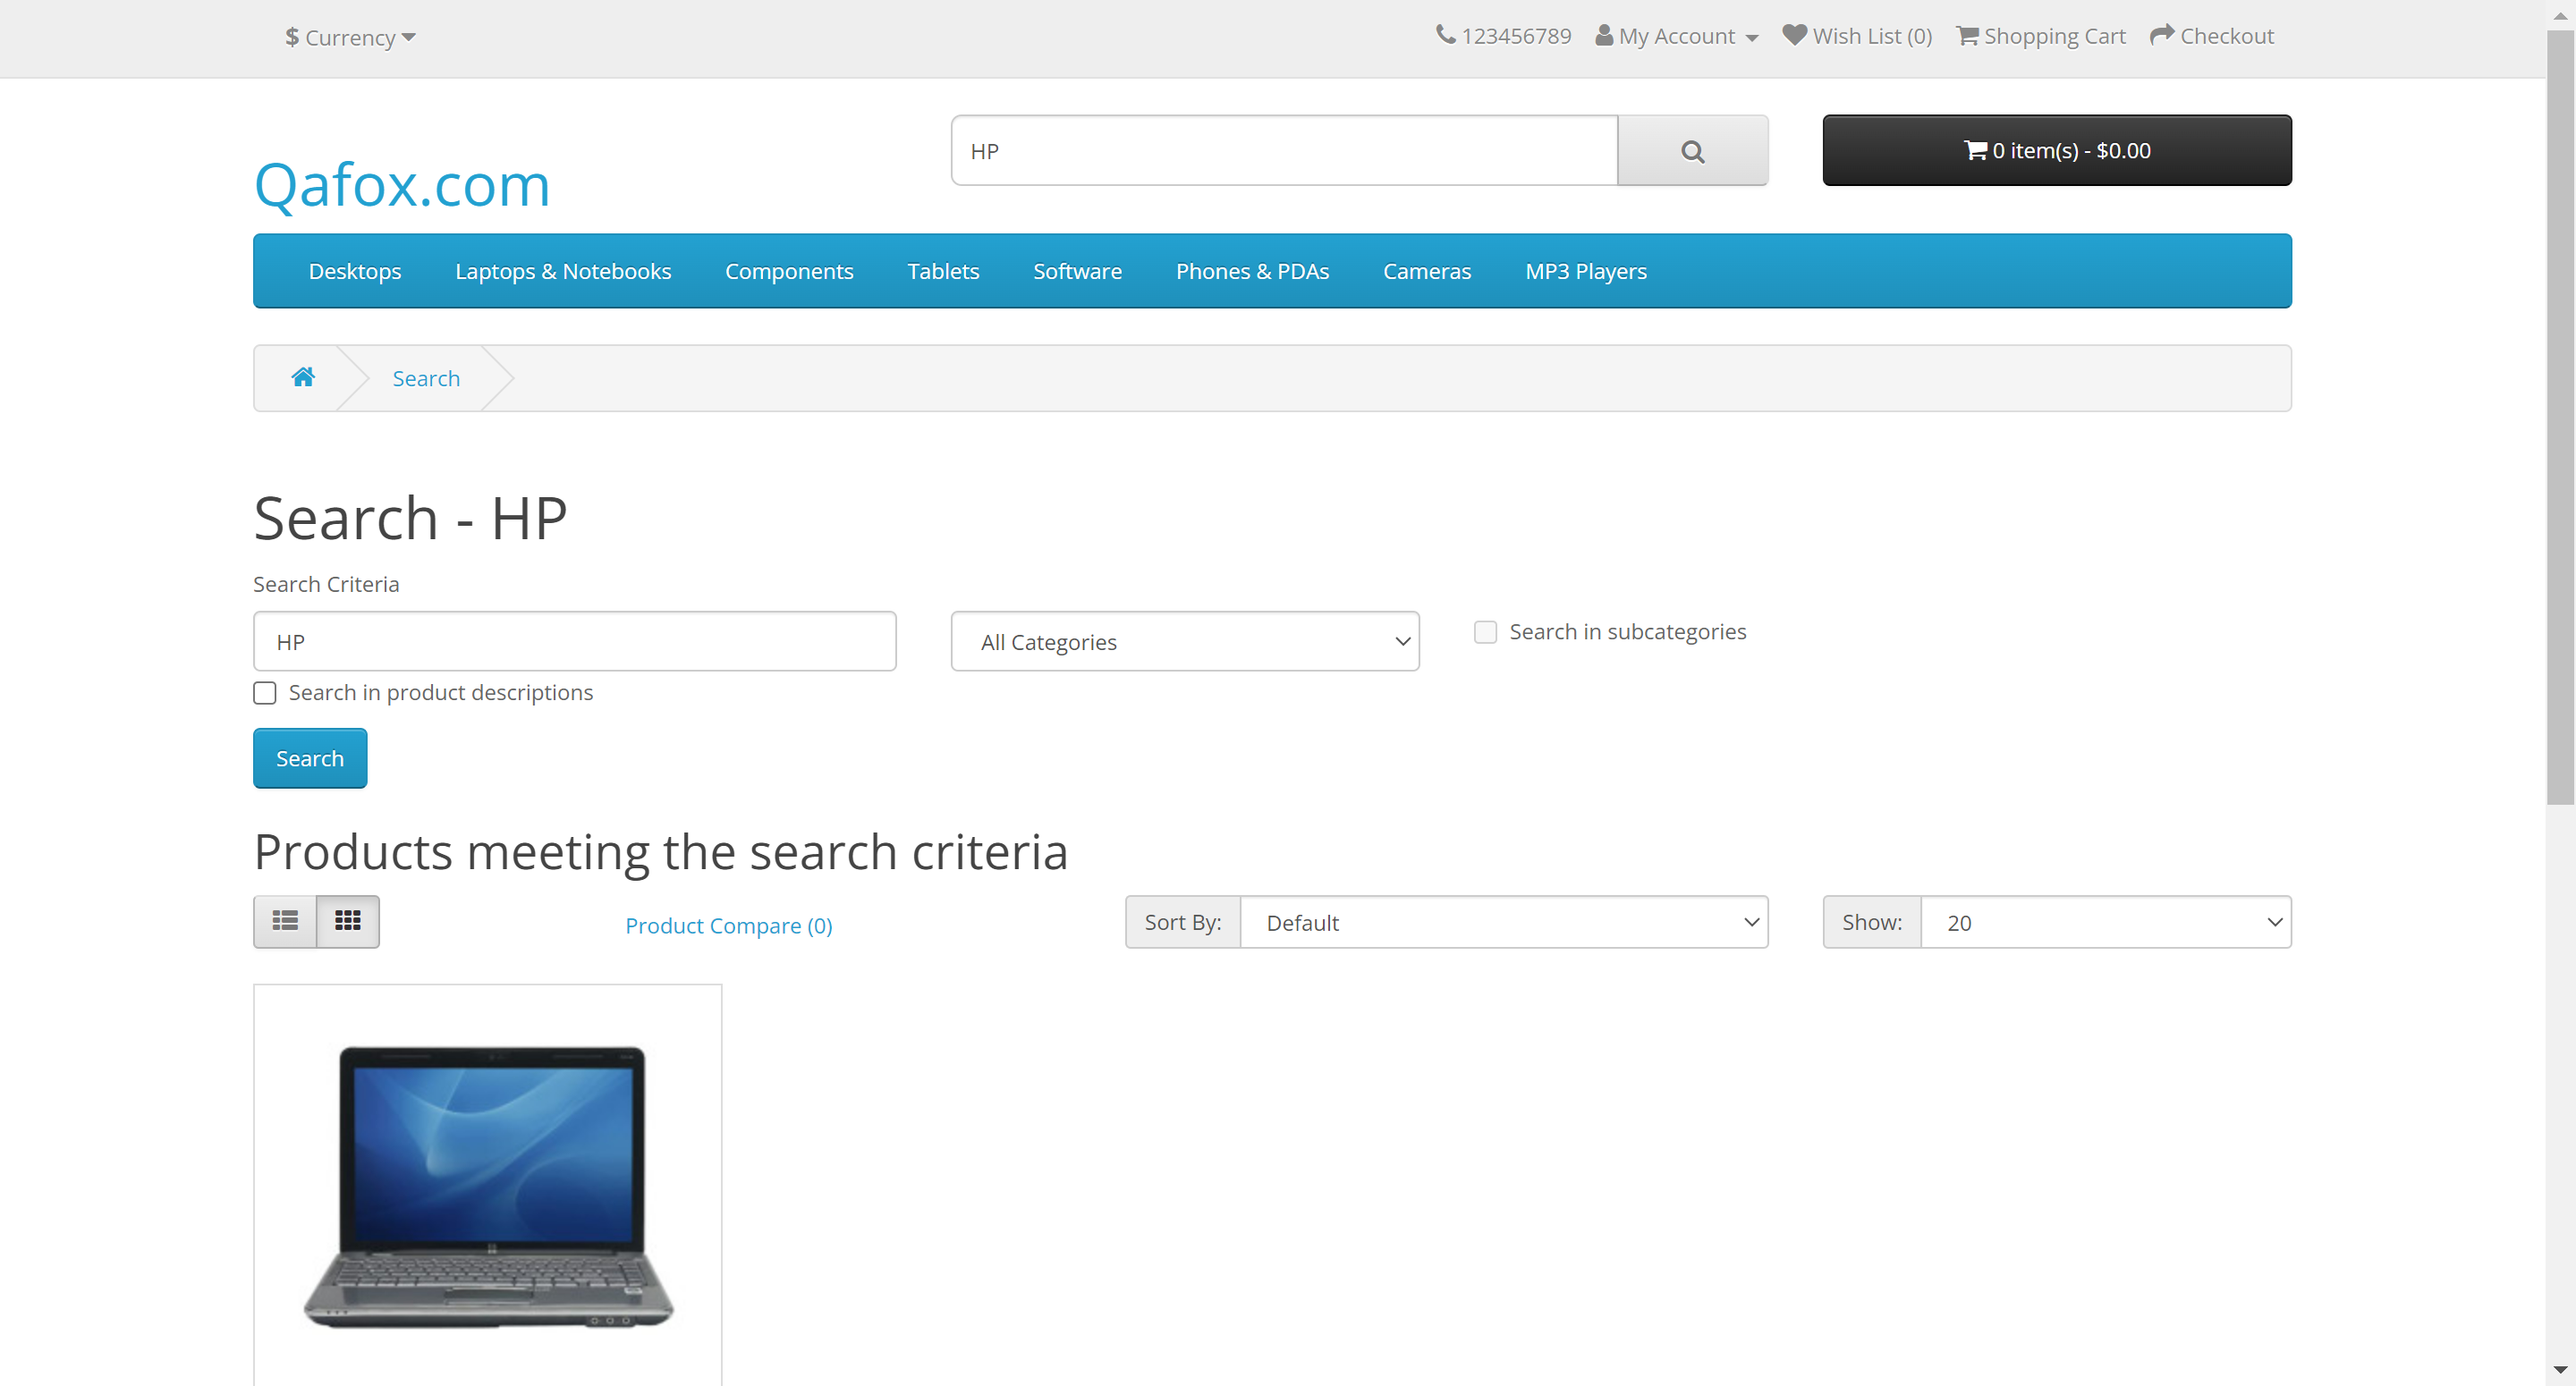 $ Currency
123456789 My Account Wish List (0) Shopping Cart Checkout
Qafox.com
HP
0 item(s) - $0.00
Desktops Laptops & Notebooks Components Tablets Software Phones & PDAs Cameras MP3 Players
Search
Search - HP
Search Criteria
HP
All Categories
Search in subcategories
Search in product descriptions
Search
Products meeting the search criteria
Product Compare (0)
Sort By: Default
Show: 20